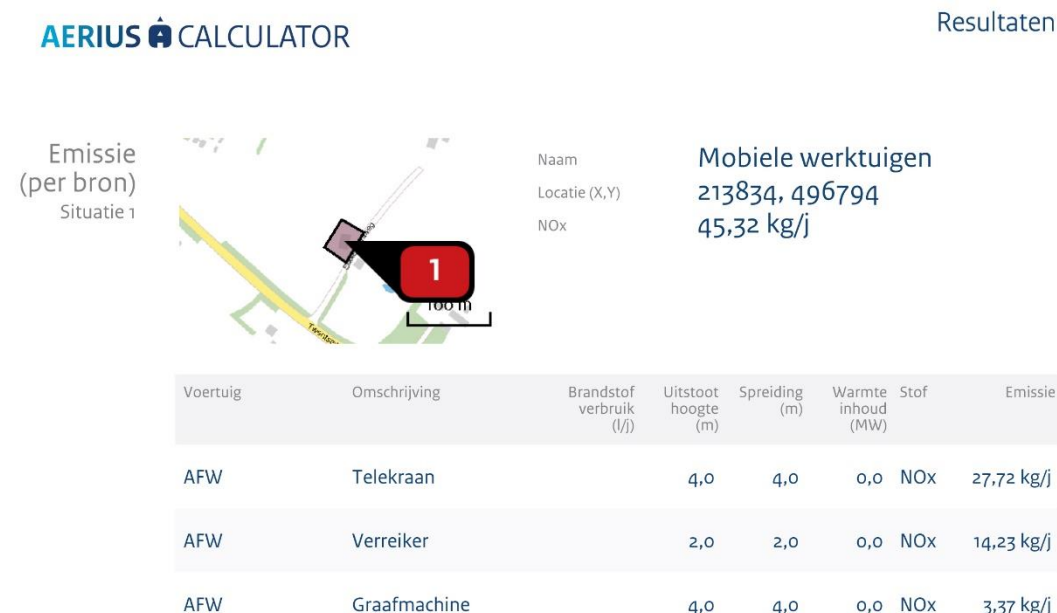 AERIUS CALCULATOR
Resultaten
Emissie
(per bron)
Situatie 1
1
100 m
Naam Mobiele werktuigen
Locatie (X,Y) 213834, 496794
NOx 45,32 kg/j
Voertuig Omschrijving Brandstof verbruik (l/j) Uitstoot hoogte (m) Spreiding (m) Warmte inhoud (MW) Stof Emissie
AFW Telekraan 4,0 4,0 0,0 NOx 27,72 kg/j
AFW Verreiker 2,0 2,0 0,0 NOx 14,23 kg/j
AFW Graafmachine 4,0 4,0 0,0 NOx 3,37 kg/j